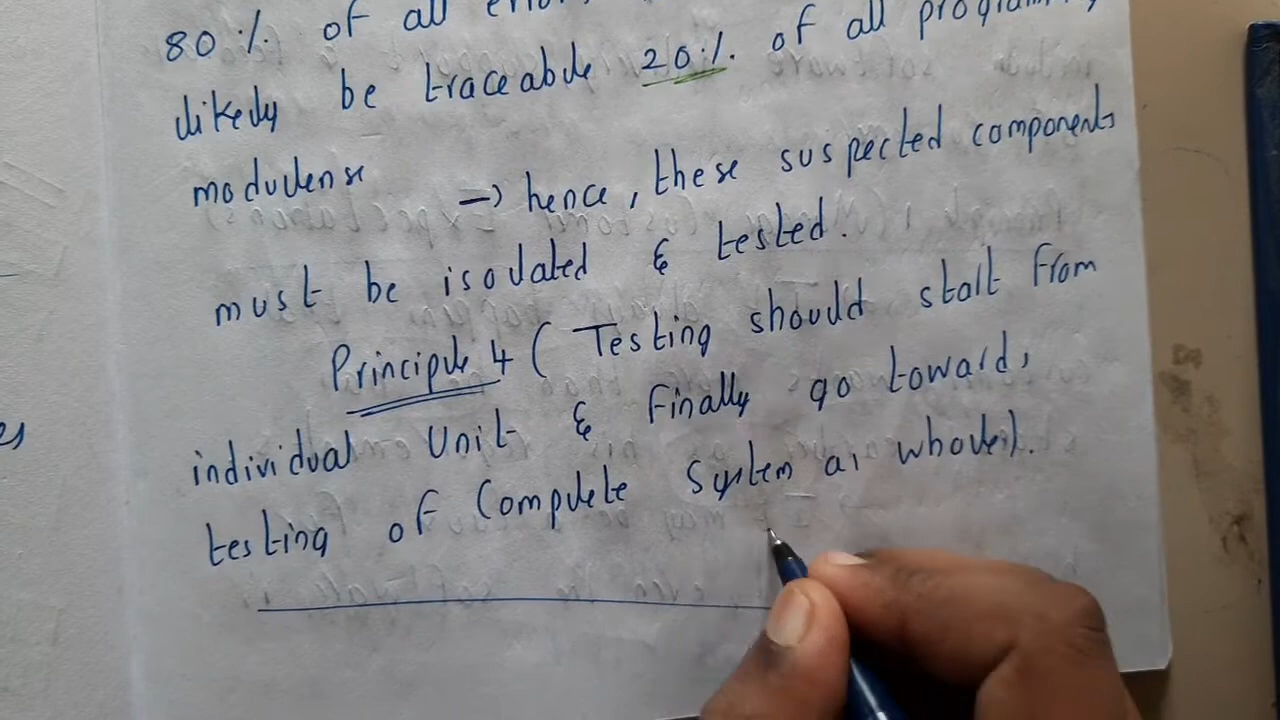 80 % of all
likely be traceable 20 % of all
modulense → hence, these suspected components
must be isolated & tested.
Principle 4 ( Testing should start from
individual Unit & Finally go toward,
testing of Complete System as whole).